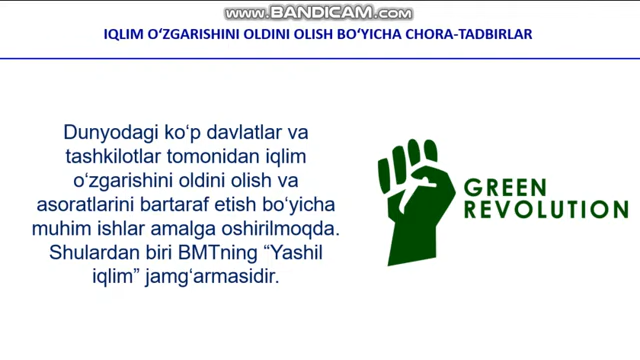 www.BANDICAM.com
IQLIM O‘ZGARISHINI OLDINI OLISH BO‘YICHA CHORA-TADBIRLAR
Dunyodagi ko‘p davlatlar va
tashkilotlar tomonidan iqlim
o‘zgarishini oldini olish va
asoratlarini bartaraf etish bo‘yicha
muhim ishlar amalga oshirilmoqda.
Shulardan biri BMTning “Yashil
iqlim” jamg‘armasidir.
GREEN
REVOLUTION